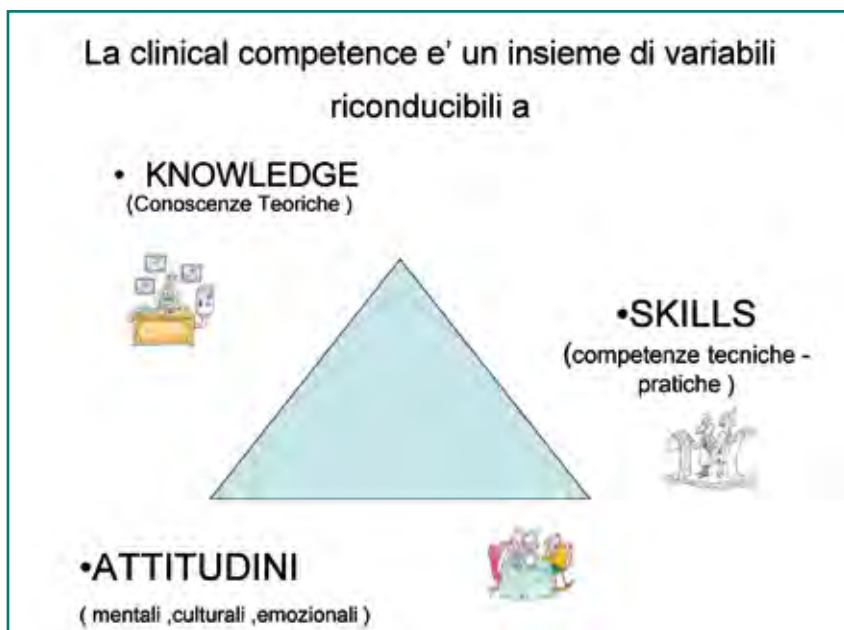 La clinical competence e' un insieme di variabili
riconducibili a
• KNOWLEDGE
(Conoscenze Teoriche )
•SKILLS
(competenze tecniche -
pratiche )
•ATTITUDINI
( mentali ,culturali ,emozionali )